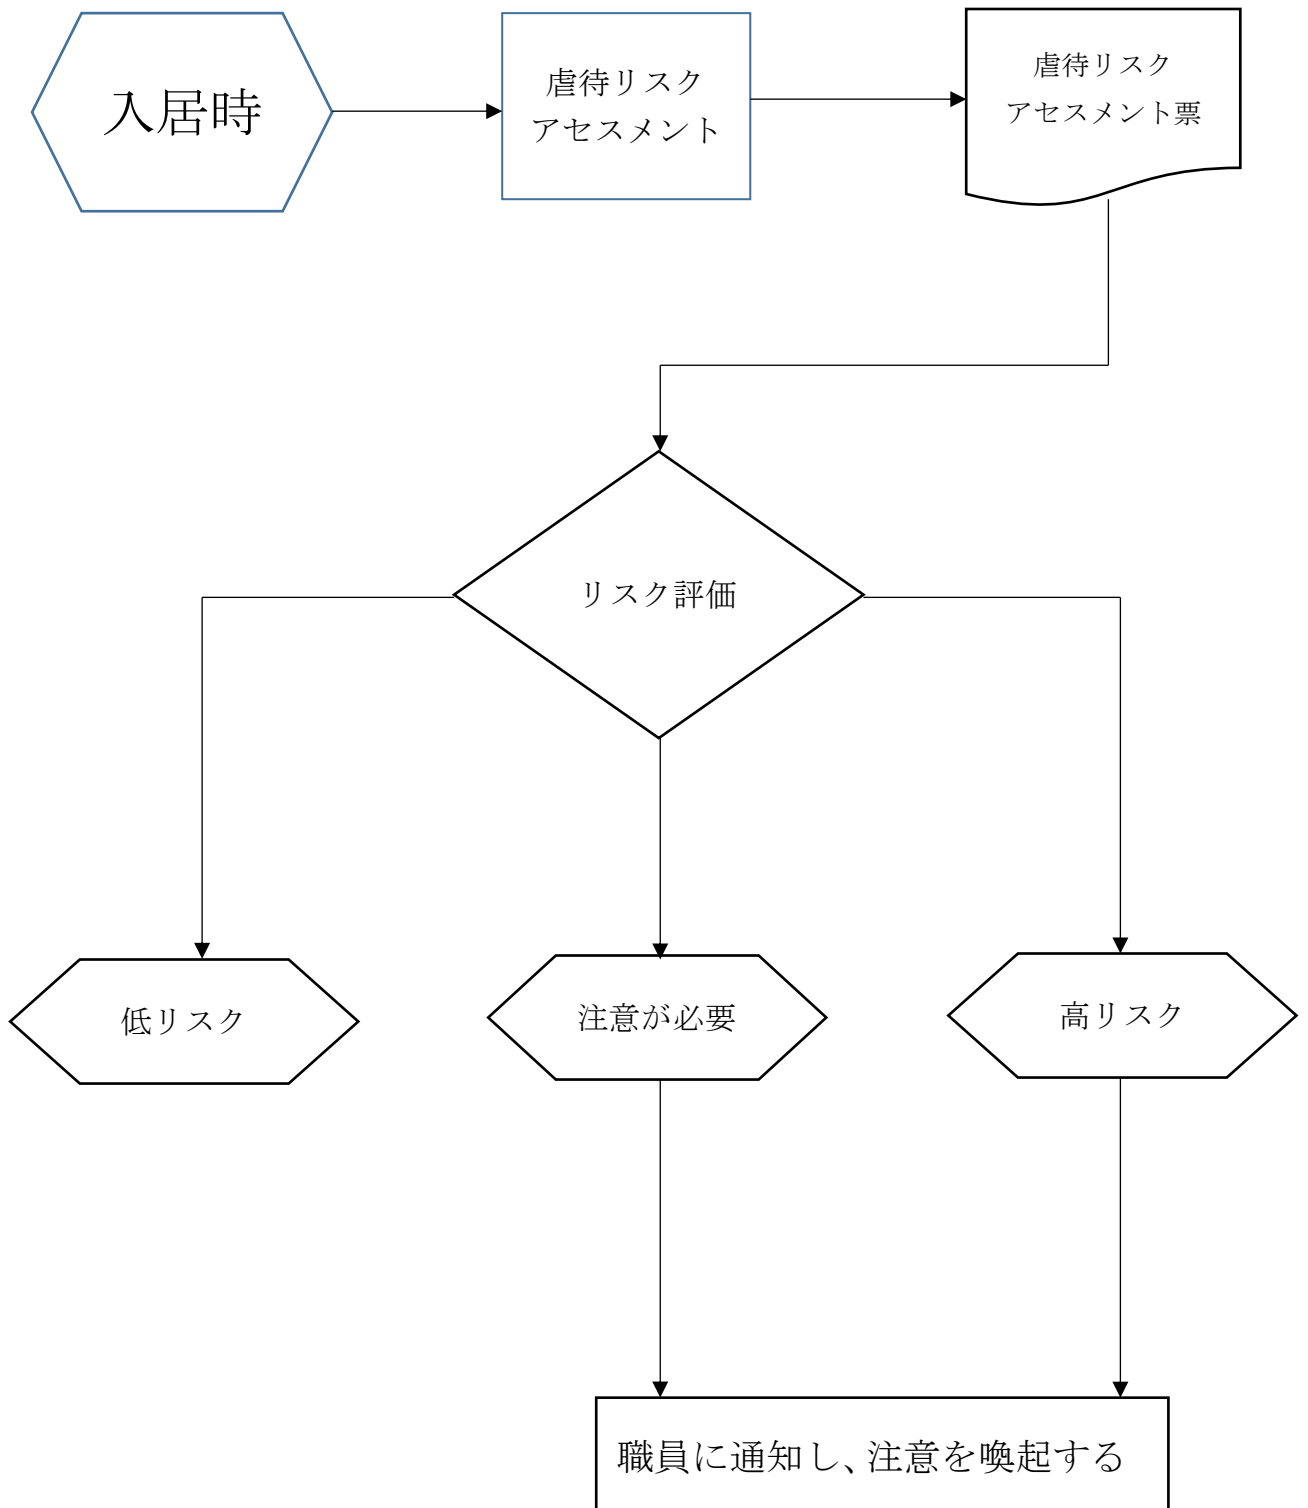 入居時
虐待リスク
アセスメント
虐待リスク
アセスメント票
リスク評価
低リスク
注意が必要
高リスク
職員に通知し、注意を喚起する